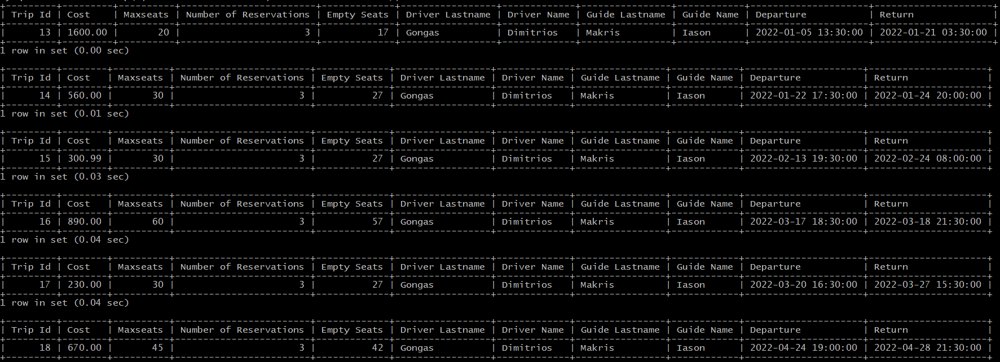 +---------+---------+----------+------------------------+-------------+-----------------+-------------+----------------+------------+---------------------+---------------------+
| Trip Id | Cost    | Maxseats | Number of Reservations | Empty Seats | Driver Lastname | Driver Name | Guide Lastname | Guide Name | Departure           | Return              |
+---------+---------+----------+------------------------+-------------+-----------------+-------------+----------------+------------+---------------------+---------------------+
|      13 | 1600.00 |       20 |                      3 |          17 | Gongas          | Dimitrios   | Makris         | Iason      | 2022-01-05 13:30:00 | 2022-01-21 03:30:00 |
+---------+---------+----------+------------------------+-------------+-----------------+-------------+----------------+------------+---------------------+---------------------+
1 row in set (0.00 sec)

+---------+--------+----------+------------------------+-------------+-----------------+-------------+----------------+------------+---------------------+---------------------+
| Trip Id | Cost   | Maxseats | Number of Reservations | Empty Seats | Driver Lastname | Driver Name | Guide Lastname | Guide Name | Departure           | Return              |
+---------+--------+----------+------------------------+-------------+-----------------+-------------+----------------+------------+---------------------+---------------------+
|      14 | 560.00 |       30 |                      3 |          27 | Gongas          | Dimitrios   | Makris         | Iason      | 2022-01-22 17:30:00 | 2022-01-24 20:00:00 |
+---------+--------+----------+------------------------+-------------+-----------------+-------------+----------------+------------+---------------------+---------------------+
1 row in set (0.01 sec)

+---------+--------+----------+------------------------+-------------+-----------------+-------------+----------------+------------+---------------------+---------------------+
| Trip Id | Cost   | Maxseats | Number of Reservations | Empty Seats | Driver Lastname | Driver Name | Guide Lastname | Guide Name | Departure           | Return              |
+---------+--------+----------+------------------------+-------------+-----------------+-------------+----------------+------------+---------------------+---------------------+
|      15 | 300.99 |       30 |                      3 |          27 | Gongas          | Dimitrios   | Makris         | Iason      | 2022-02-13 19:30:00 | 2022-02-24 08:00:00 |
+---------+--------+----------+------------------------+-------------+-----------------+-------------+----------------+------------+---------------------+---------------------+
1 row in set (0.03 sec)

+---------+--------+----------+------------------------+-------------+-----------------+-------------+----------------+------------+---------------------+---------------------+
| Trip Id | Cost   | Maxseats | Number of Reservations | Empty Seats | Driver Lastname | Driver Name | Guide Lastname | Guide Name | Departure           | Return              |
+---------+--------+----------+------------------------+-------------+-----------------+-------------+----------------+------------+---------------------+---------------------+
|      16 | 890.00 |       60 |                      3 |          57 | Gongas          | Dimitrios   | Makris         | Iason      | 2022-03-17 18:30:00 | 2022-03-18 21:30:00 |
+---------+--------+----------+------------------------+-------------+-----------------+-------------+----------------+------------+---------------------+---------------------+
1 row in set (0.04 sec)

+---------+--------+----------+------------------------+-------------+-----------------+-------------+----------------+------------+---------------------+---------------------+
| Trip Id | Cost   | Maxseats | Number of Reservations | Empty Seats | Driver Lastname | Driver Name | Guide Lastname | Guide Name | Departure           | Return              |
+---------+--------+----------+------------------------+-------------+-----------------+-------------+----------------+------------+---------------------+---------------------+
|      17 | 230.00 |       30 |                      3 |          27 | Gongas          | Dimitrios   | Makris         | Iason      | 2022-03-20 16:30:00 | 2022-03-27 15:30:00 |
+---------+--------+----------+------------------------+-------------+-----------------+-------------+----------------+------------+---------------------+---------------------+
1 row in set (0.04 sec)

+---------+--------+----------+------------------------+-------------+-----------------+-------------+----------------+------------+---------------------+---------------------+
| Trip Id | Cost   | Maxseats | Number of Reservations | Empty Seats | Driver Lastname | Driver Name | Guide Lastname | Guide Name | Departure           | Return              |
+---------+--------+----------+------------------------+-------------+-----------------+-------------+----------------+------------+---------------------+---------------------+
|      18 | 670.00 |       45 |                      3 |          42 | Gongas          | Dimitrios   | Makris         | Iason      | 2022-04-24 19:00:00 | 2022-04-28 21:30:00 |
+---------+--------+----------+------------------------+-------------+-----------------+-------------+----------------+------------+---------------------+---------------------+